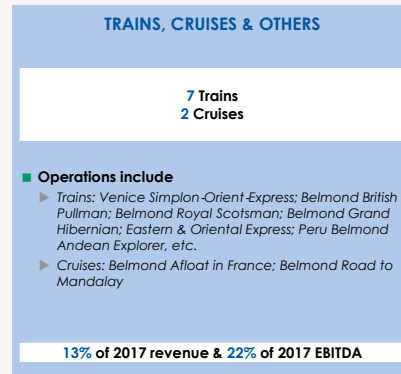 TRAINS, CRUISES & OTHERS
7 Trains
2 Cruises
Operations include
Trains: Venice Simplon-Orient-Express; Belmond British
Pullman; Belmond Royal Scotsman; Belmond Grand
Hibernian; Eastern & Oriental Express; Peru Belmond
Andean Explorer, etc.
Cruises: Belmond Afloat in France; Belmond Road to
Mandalay
13% of 2017 revenue & 22% of 2017 EBITDA